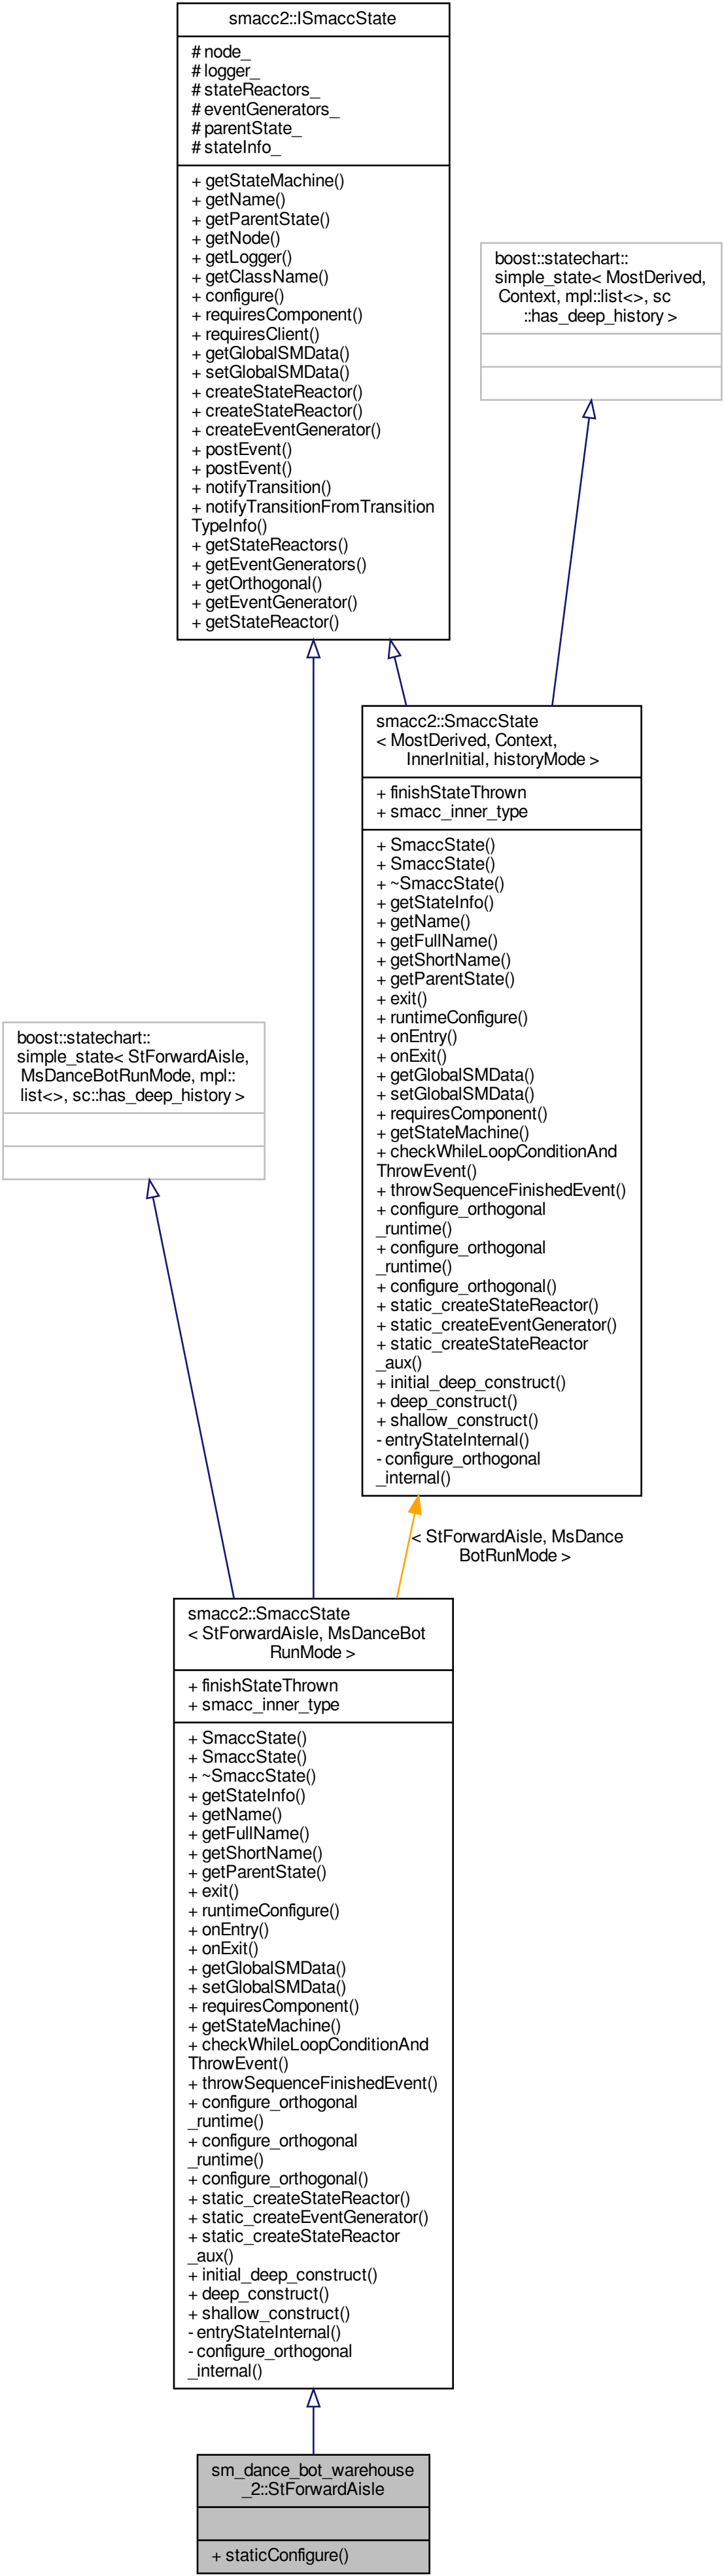 smacc2::ISmaccState
# node_
# logger_
# stateReactors_
# eventGenerators_
# parentState_
# stateInfo_
+ getStateMachine()
+ getName()
+ getParentState()
+ getNode()
+ getLogger()
+ getClassName()
+ configure()
+ requiresComponent()
+ requiresClient()
+ getGlobalSMData()
+ setGlobalSMData()
+ createStateReactor()
+ createStateReactor()
+ createEventGenerator()
+ postEvent()
+ postEvent()
+ notifyTransition()
+ notifyTransitionFromTransition
TypeInfo()
+ getStateReactors()
+ getEventGenerators()
+ getOrthogonal()
+ getEventGenerator()
+ getStateReactor()
boost::statechart::
simple_state< MostDerived,
Context, mpl::list<>, sc
::has_deep_history >
smacc2::SmaccState
< MostDerived, Context,
InnerInitial, historyMode >
+ finishStateThrown
+ smacc_inner_type
+ SmaccState()
+ SmaccState()
+ ~SmaccState()
+ getStateInfo()
+ getName()
+ getFullName()
+ getShortName()
+ getParentState()
+ exit()
+ runtimeConfigure()
+ onEntry()
+ onExit()
+ getGlobalSMData()
+ setGlobalSMData()
+ requiresComponent()
+ getStateMachine()
+ checkWhileLoopConditionAnd
ThrowEvent()
+ throwSequenceFinishedEvent()
+ configure_orthogonal
_runtime()
+ configure_orthogonal
_runtime()
+ configure_orthogonal()
+ static_createStateReactor()
+ static_createEventGenerator()
+ static_createStateReactor
_aux()
+ initial_deep_construct()
+ deep_construct()
+ shallow_construct()
- entryStateInternal()
- configure_orthogonal
_internal()
boost::statechart::
simple_state< StForwardAisle,
MsDanceBotRunMode, mpl::
list<>, sc::has_deep_history >
< StForwardAisle, MsDance
BotRunMode >
smacc2::SmaccState
< StForwardAisle, MsDanceBot
RunMode >
+ finishStateThrown
+ smacc_inner_type
+ SmaccState()
+ SmaccState()
+ ~SmaccState()
+ getStateInfo()
+ getName()
+ getFullName()
+ getShortName()
+ getParentState()
+ exit()
+ runtimeConfigure()
+ onEntry()
+ onExit()
+ getGlobalSMData()
+ setGlobalSMData()
+ requiresComponent()
+ getStateMachine()
+ checkWhileLoopConditionAnd
ThrowEvent()
+ throwSequenceFinishedEvent()
+ configure_orthogonal
_runtime()
+ configure_orthogonal
_runtime()
+ configure_orthogonal()
+ static_createStateReactor()
+ static_createEventGenerator()
+ static_createStateReactor
_aux()
+ initial_deep_construct()
+ deep_construct()
+ shallow_construct()
- entryStateInternal()
- configure_orthogonal
_internal()
sm_dance_bot_warehouse
_2::StForwardAisle
+ staticConfigure()